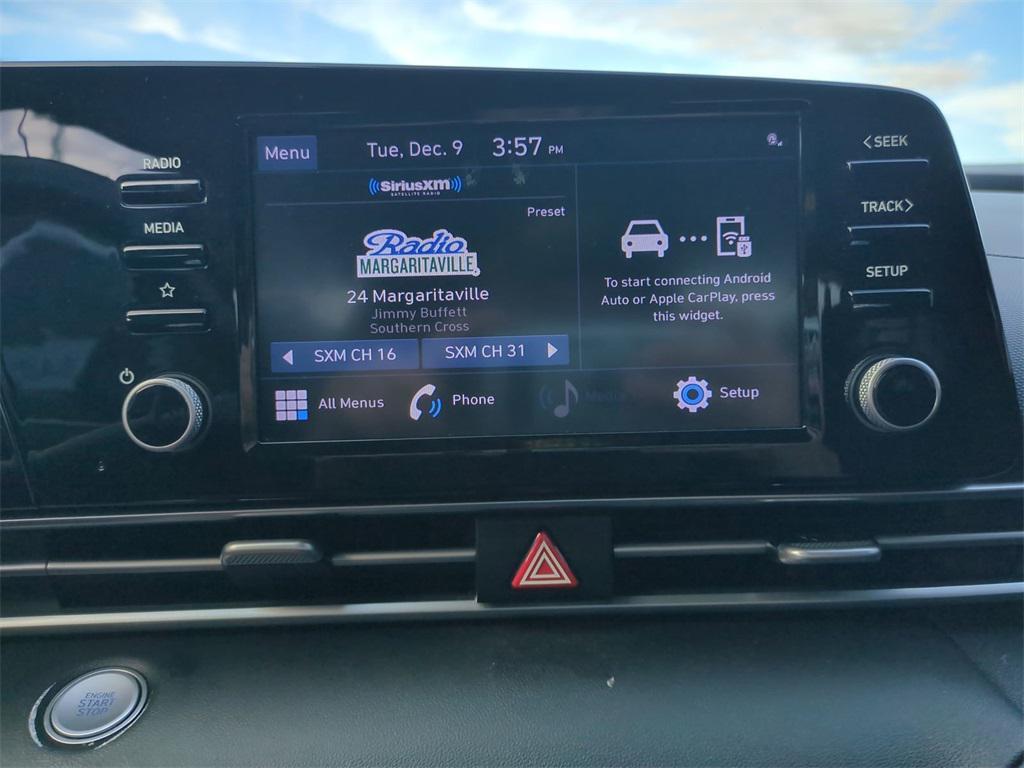 RADIO
MEDIA
Menu
Tue, Dec. 9
3:57 PM
SiriusXM
SATELLITE RADIO
Preset
Radio
MARGARITAVILLE
24 Margaritaville
Jimmy Buffett
Southern Cross
SXM CH 16
SXM CH 31
To start connecting Android
Auto or Apple CarPlay, press
this widget.
All Menus
Phone
Media
Setup
< SEEK
TRACK >
SETUP
ENGINE
START
STOP